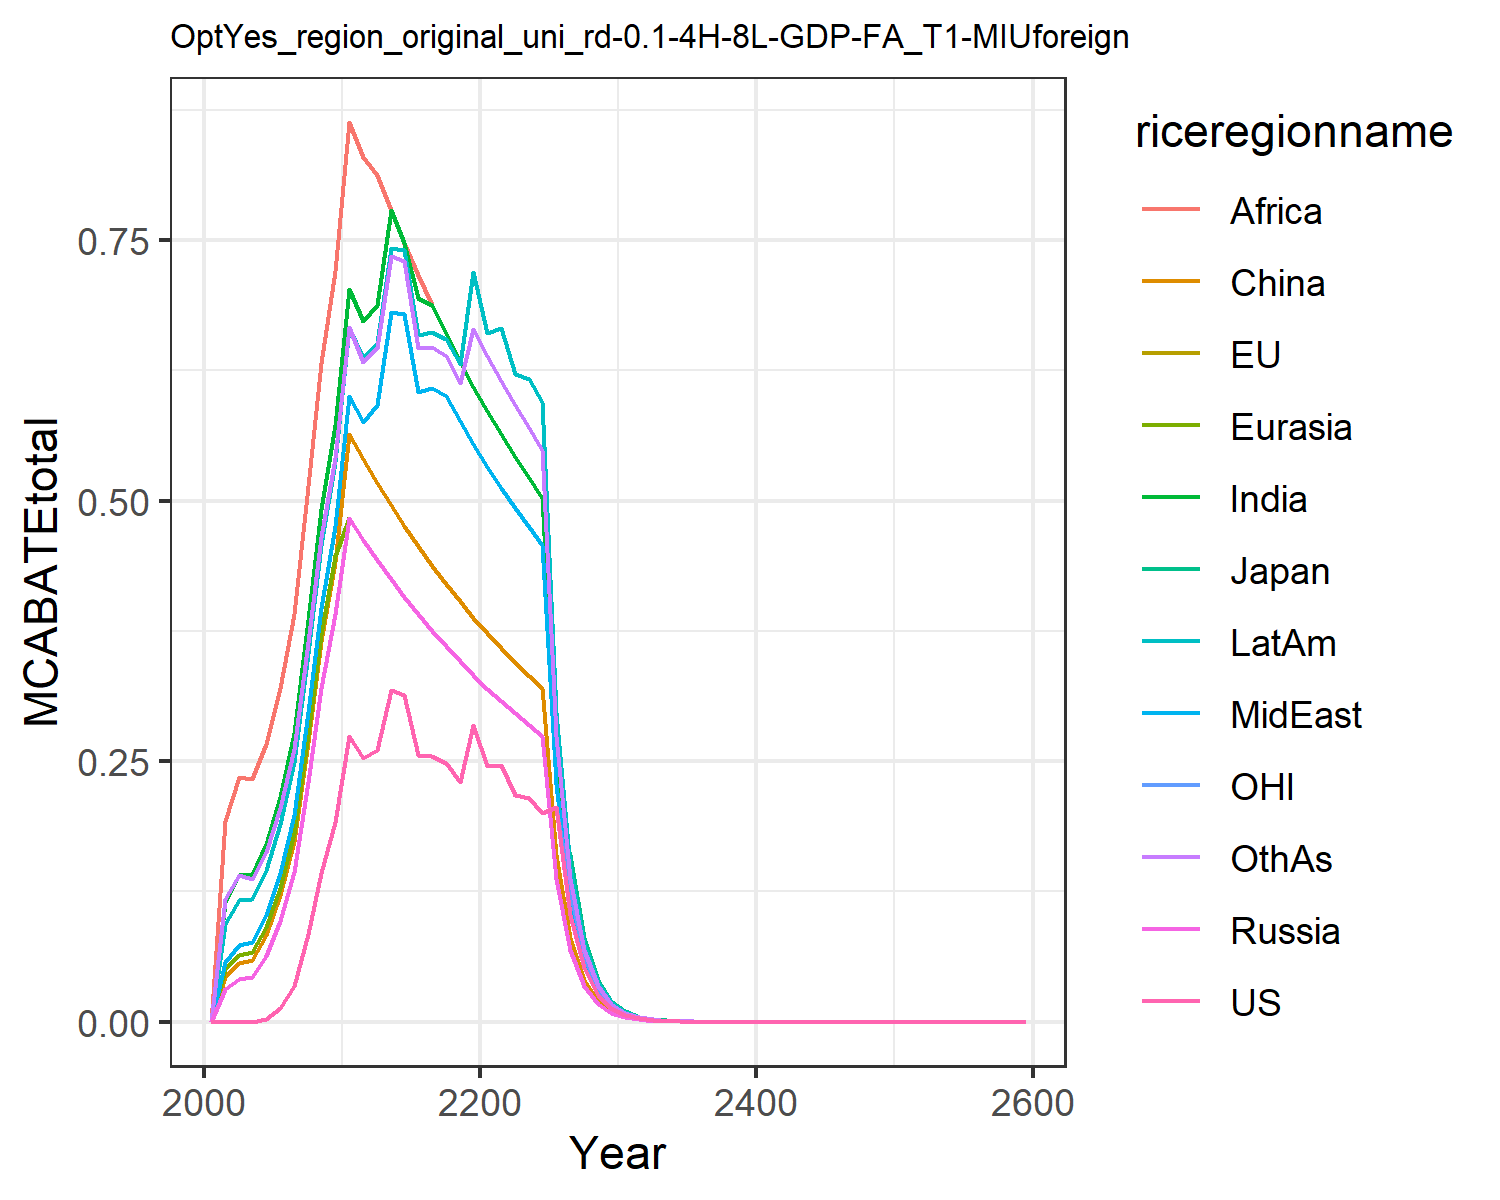 OptYes_region_original_uni_rd-0.1-4H-8L-GDP-FA_T1-MIUforeign
MCABATEtotal
0.75
0.50
0.25
0.00
2000 2200 2400 2600
Year
riceregionname
Africa
China
EU
Eurasia
India
Japan
LatAm
MidEast
OHI
OthAs
Russia
US